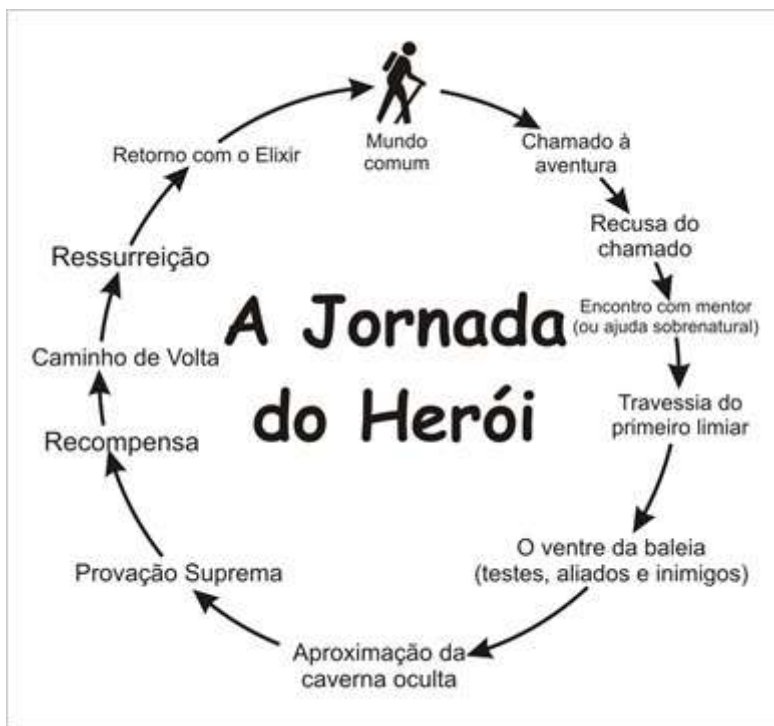 A Jornada
do Herói
Mundo
comum
Chamado à
aventura
Recusa do
chamado
Encontro com mentor
(ou ajuda sobrenatural)
Travessia do
primeiro limiar
O ventre da baleia
(testes, aliados e inimigos)
Aproximação da
caverna oculta
Provação Suprema
Recompensa
Caminho de Volta
Ressurreição
Retorno com o Elixir